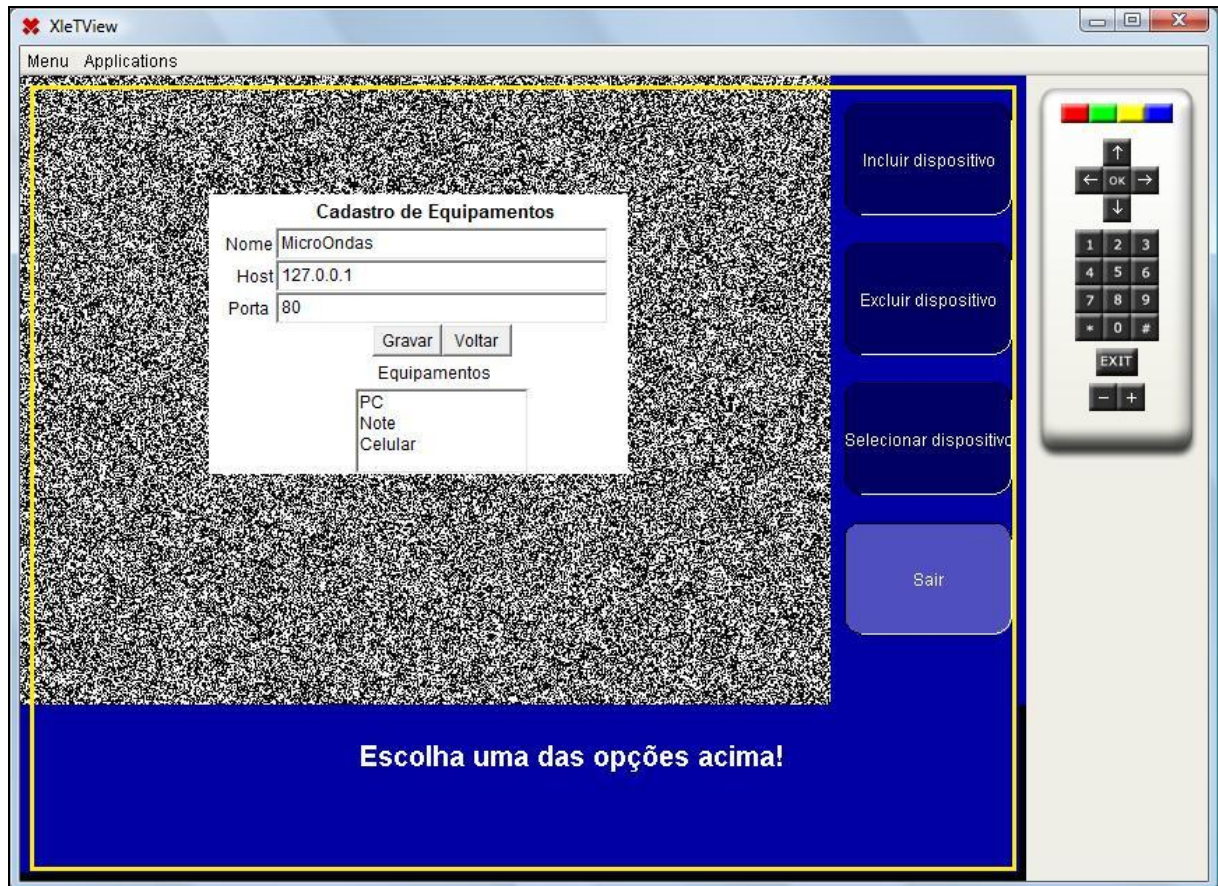 XleTView
Menu Applications
Cadastro de Equipamentos
Nome MicroOndas
Host 127.0.0.1
Porta 80
Gravar Voltar
Equipamentos
PC
Note
Celular
Incluir dispositivo
Excluir dispositivo
Selecionar dispositivo
Sair
Escolha uma das opções acima!
↑
← OK →
↓
1 2 3
4 5 6
7 8 9
* 0 #
EXIT
- +